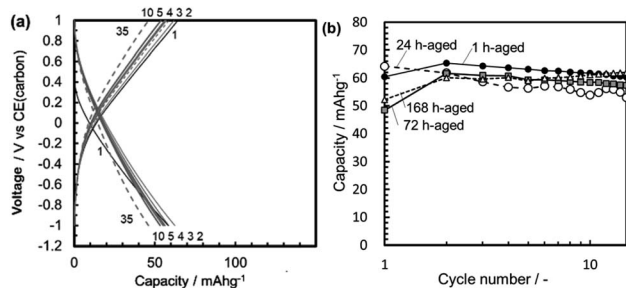 (a)
Voltage / V vs CE(carbon)
1
0.8
0.6
0.4
0.2
0
-0.2
-0.4
-0.6
-0.8
-1
-1.2
35
10 5 4 3 2
1
1
35
10 5 4 3 2
0
50
100
Capacity / mAhg⁻¹
(b)
Capacity / mAhg⁻¹
80
70
60
50
40
30
20
10
0
24 h-aged
1 h-aged
168 h-aged
72 h-aged
1
10
Cycle number / -